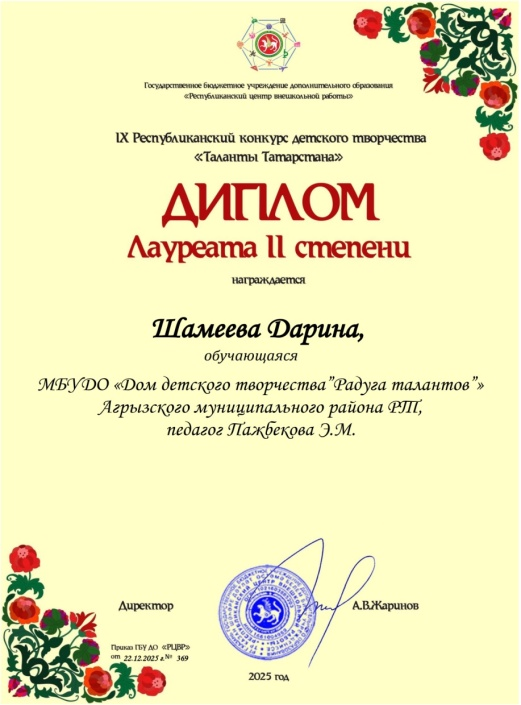 Государственное бюджетное учреждение дополнительного образования
«Республиканский центр внешкольной работы»
IX Республиканский конкурс детского творчества
«Таланты Татарстана»
ДИПЛОМ
Лауреата II степени
награждается
Шамеева Дарина,
обучающаяся
МБУДО «Дом детского творчества”Радуга талантов”»
Агрызского муниципального района РТ,
педагог Пажбекова Э.М.
Директор
А.В.Жаринов
Приказ ГБУ ДО «РЦВР»
от 22.12.2025 г.№ 369
2025 год